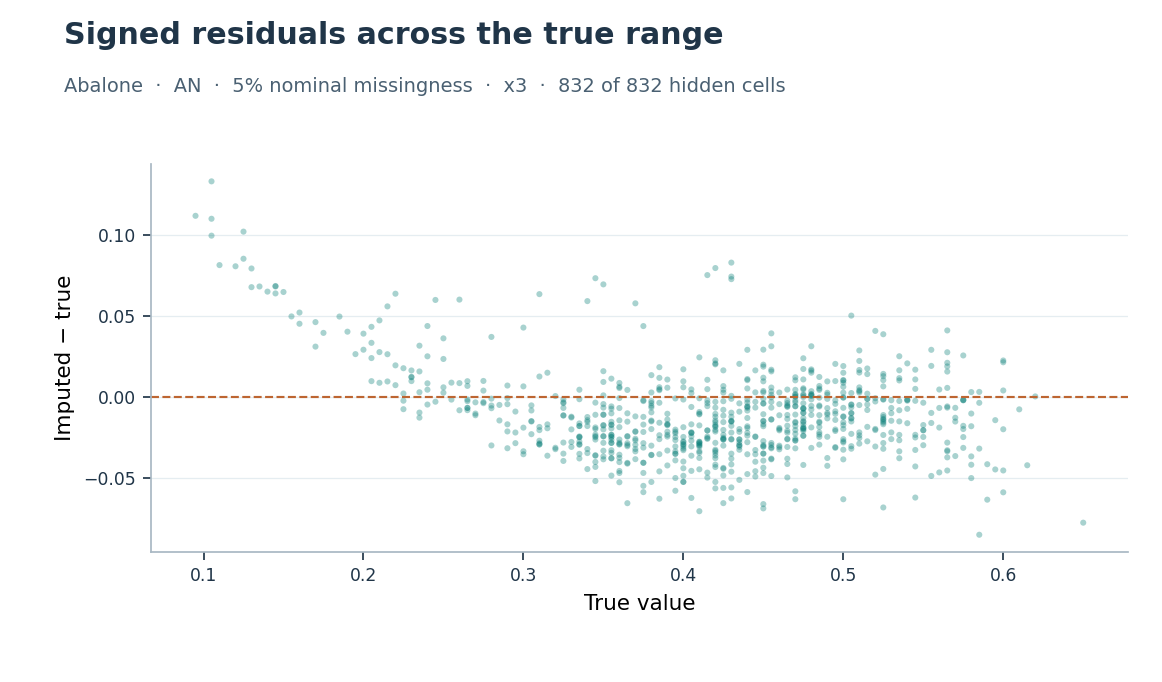 Signed residuals across the true range
Abalone · AN · 5% nominal missingness · x3 · 832 of 832 hidden cells
Imputed − true
0.10
0.05
0.00
−0.05
0.1 0.2 0.3 0.4 0.5 0.6
True value